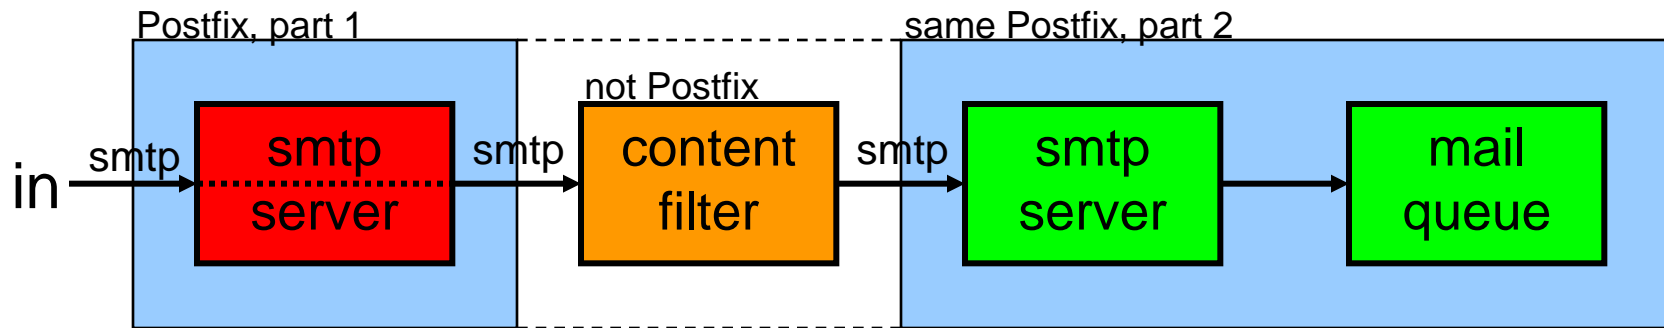 Postfix, part 1
same Postfix, part 2
not Postfix
in
smtp
smtp
server
smtp
content
filter
smtp
smtp
server
mail
queue